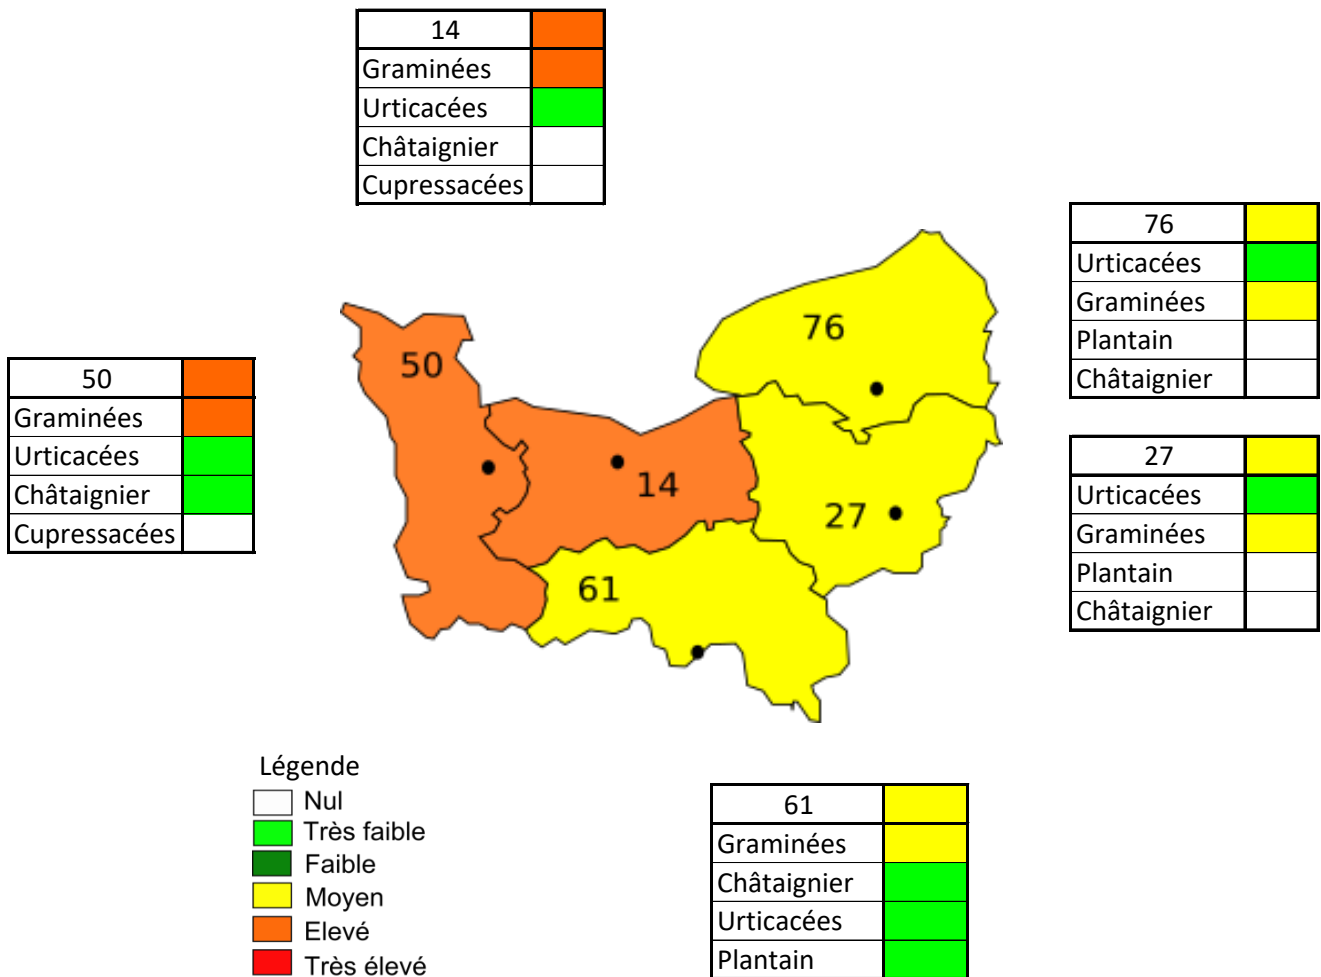 14
Graminées
Urticacées
Châtaignier
Cupressacées
76
Urticacées
Graminées
Plantain
Châtaignier
50
Graminées
Urticacées
Châtaignier
Cupressacées
76
50
14
27
61
27
Urticacées
Graminées
Plantain
Châtaignier
Légende
Nul
Très faible
Faible
Moyen
Elevé
Très élevé
61
Graminées
Châtaignier
Urticacées
Plantain